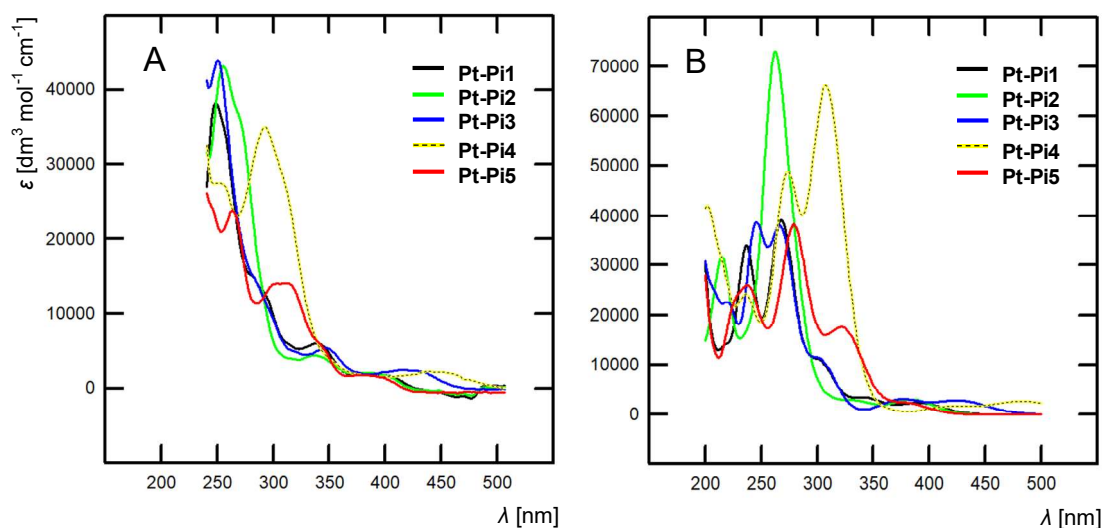 A
ε [dm³ mol⁻¹ cm⁻¹]
40000
30000
20000
10000
0
200 250 300 350 400 450 500
λ [nm]
Pt-Pi1
Pt-Pi2
Pt-Pi3
Pt-Pi4
Pt-Pi5
B
70000
60000
50000
40000
30000
20000
10000
0
200 250 300 350 400 450 500
λ [nm]
Pt-Pi1
Pt-Pi2
Pt-Pi3
Pt-Pi4
Pt-Pi5